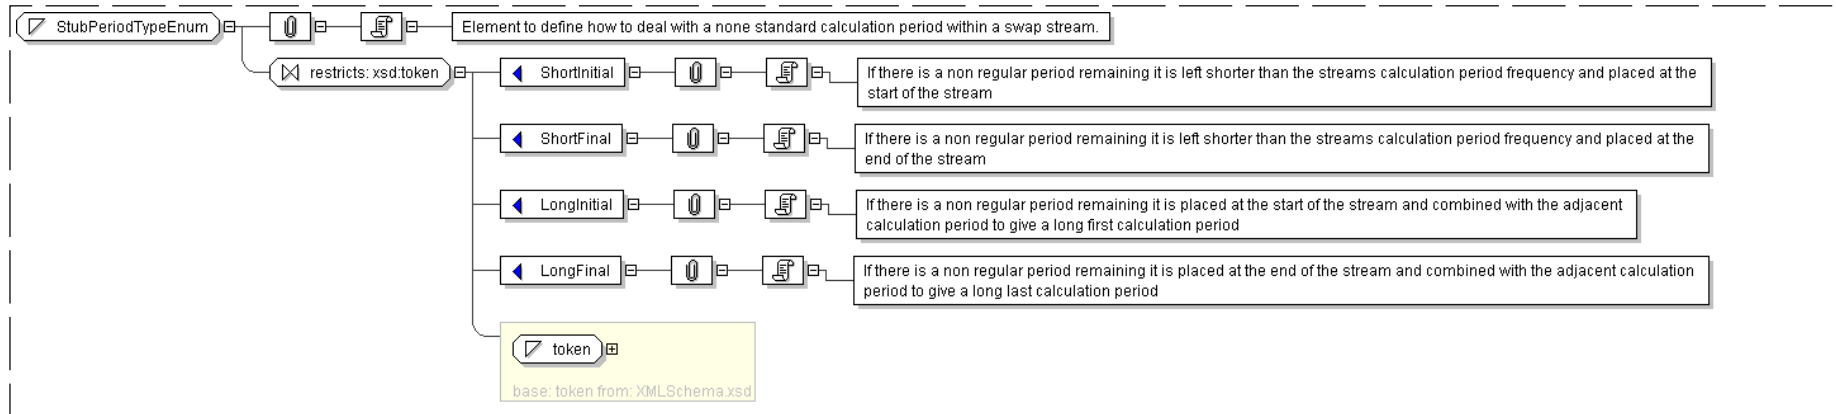 StubPeriodTypeEnum
Element to define how to deal with a none standard calculation period within a swap stream.
restricts: xsd:token
ShortInitial
If there is a non regular period remaining it is left shorter than the streams calculation period frequency and placed at the
start of the stream
ShortFinal
If there is a non regular period remaining it is left shorter than the streams calculation period frequency and placed at the
end of the stream
LongInitial
If there is a non regular period remaining it is placed at the start of the stream and combined with the adjacent
calculation period to give a long first calculation period
LongFinal
If there is a non regular period remaining it is placed at the end of the stream and combined with the adjacent calculation
period to give a long last calculation period
token
base: token from: XMLSchema.xsd